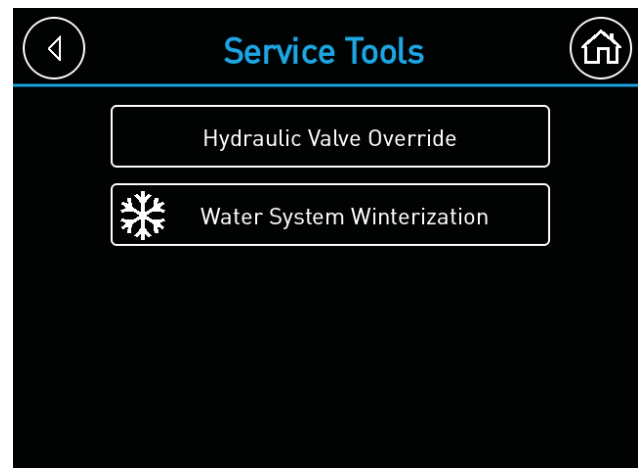 Service Tools
Hydraulic Valve Override
Water System Winterization